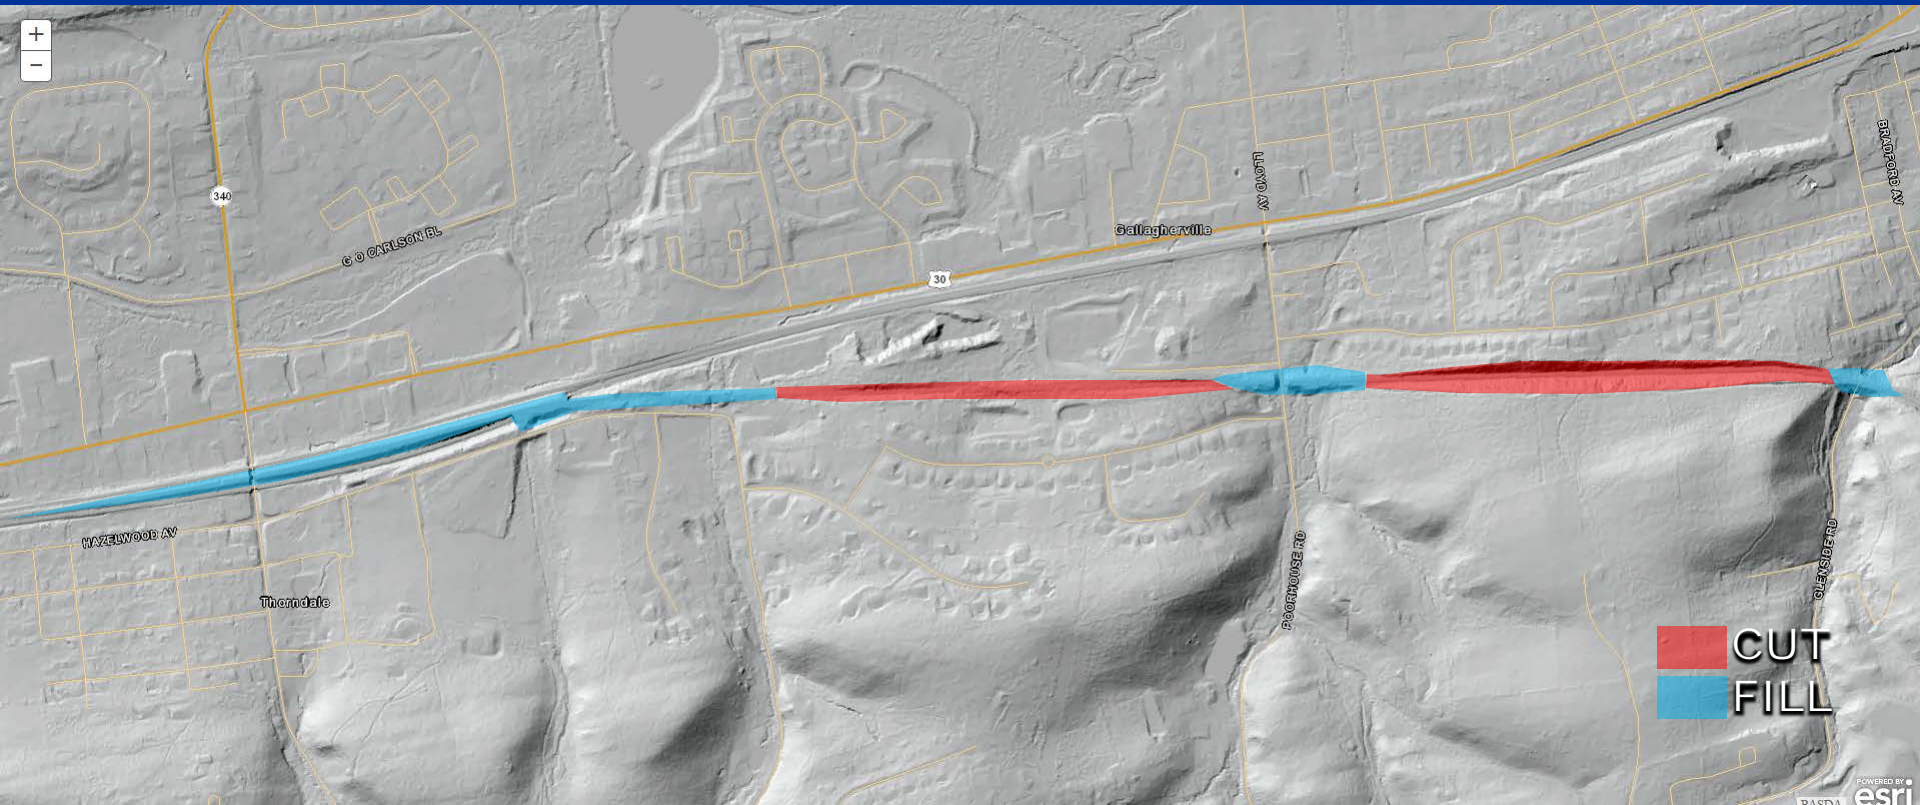 +
−
340
G O CARLSON BL
30
Gallagherville
LLOYD AV
BRADFORD AV
HAZELWOOD AV
Thorndale
POORHOUSE RD
GLENSIDE RD
CUT
FILL
POWERED BY
esri
PASDA